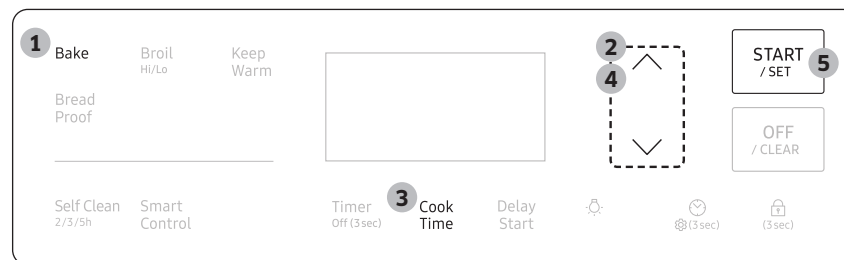 1
Bake
Broil
Hi/Lo
Keep
Warm
Bread
Proof
Self Clean
2/3/5h
Smart
Control
Timer
Off (3 sec)
3
Cook
Time
Delay
Start
2
4
(3 sec)
(3 sec)
START
/ SET
5
OFF
/ CLEAR